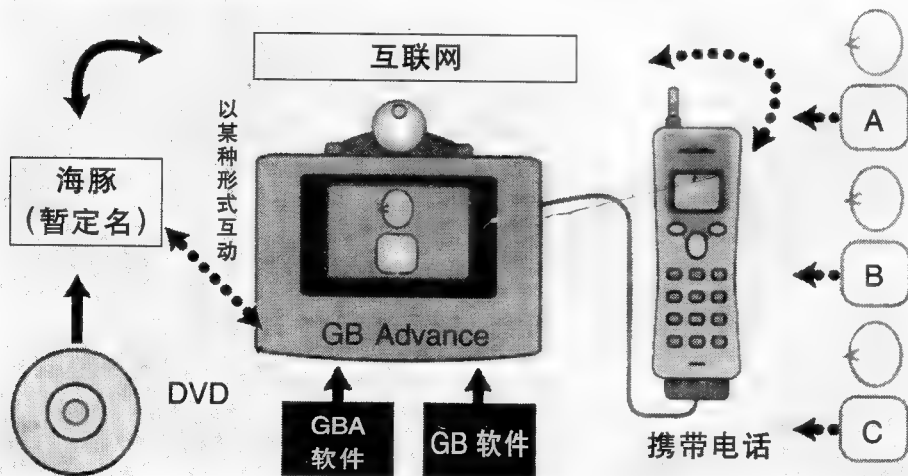 互联网
以某种形式互动
海豚
(暂定名)
GB Advance
DVD
GBA
软件
GB 软件
携带电话
A
B
C